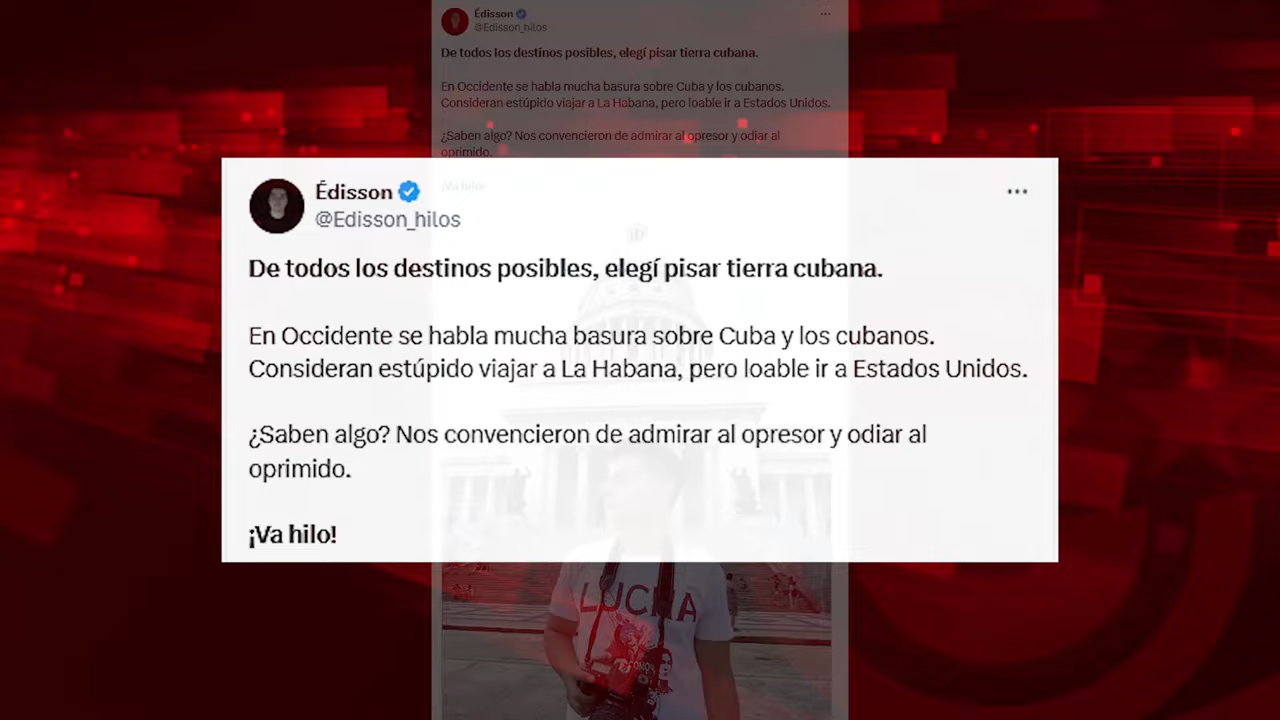 Édisson
@Edisson_hilos
De todos los destinos posibles, elegí pisar tierra cubana.
En Occidente se habla mucha basura sobre Cuba y los cubanos.
Consideran estúpido viajar a La Habana, pero loable ir a Estados Unidos.
¿Saben algo? Nos convencieron de admirar al opresor y odiar al
oprimido.
¡Va hilo!
Édisson
@Edisson_hilos
De todos los destinos posibles, elegí pisar tierra cubana.
En Occidente se habla mucha basura sobre Cuba y los cubanos.
Consideran estúpido viajar a La Habana, pero loable ir a Estados Unidos.
¿Saben algo? Nos convencieron de admirar al opresor y odiar al
oprimido.
¡Va hilo!
LUCHA
COMO